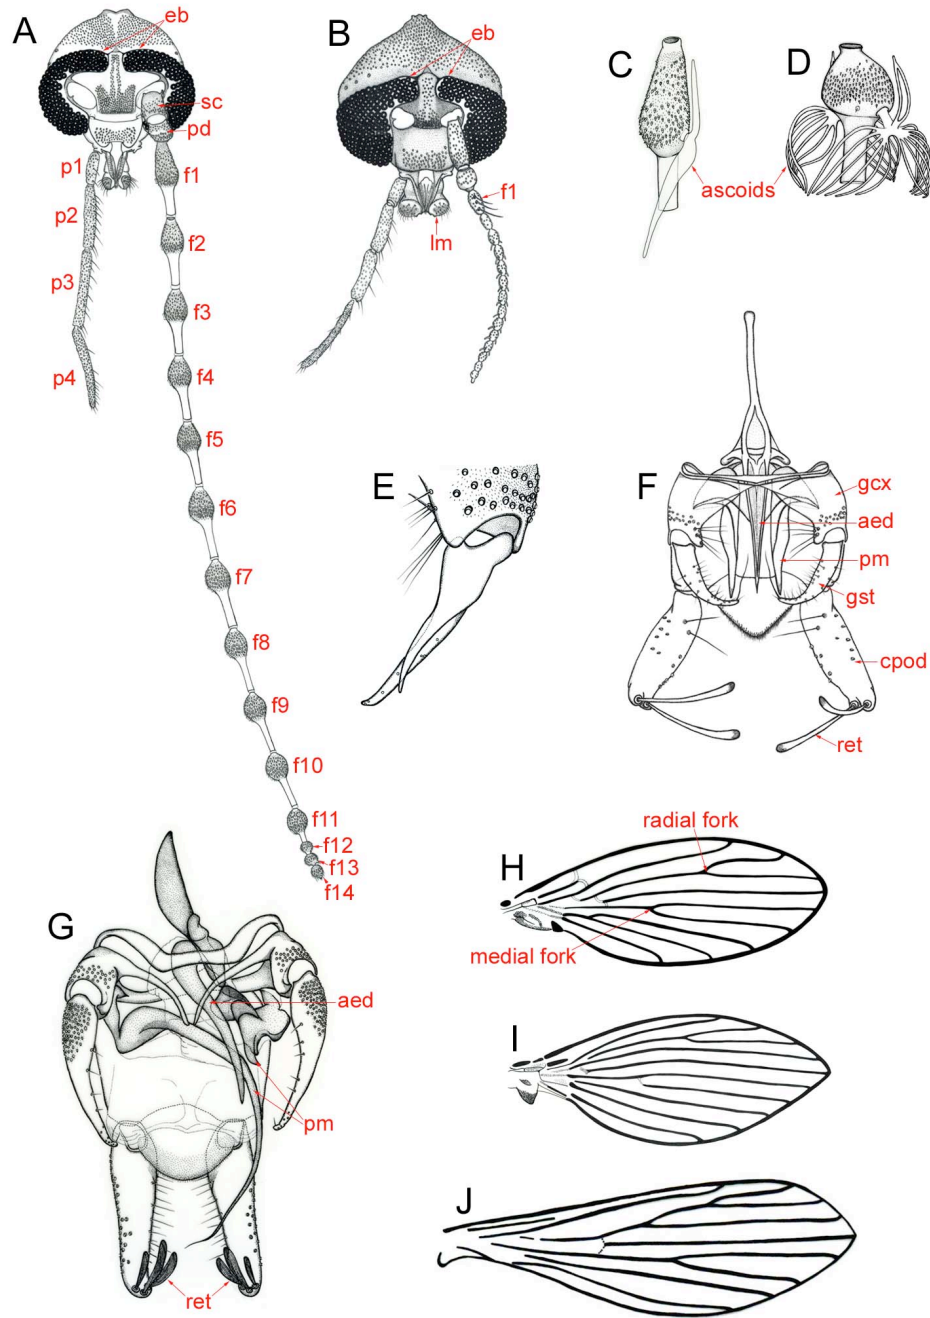 A
eb
sc
pd
p1
f1
p2
f2
p3
f3
p4
f4
f5
f6
f7
f8
f9
f10
f11
f12
f13
f14
B
eb
f1
lm
C
D
ascoids
E
F
gcx
aed
pm
gst
cpod
ret
G
aed
pm
ret
H
radial fork
medial fork
I
J